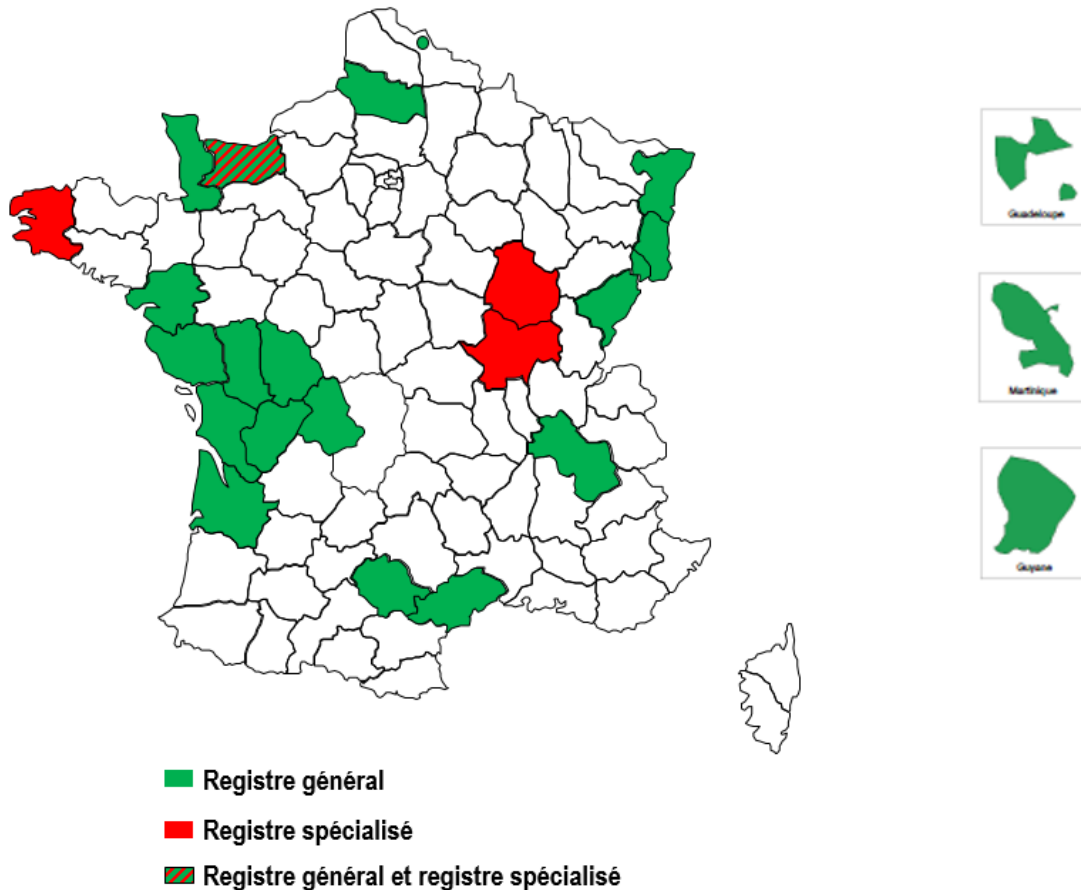 Guadeloupe
Martinique
Guyane
Registre général
Registre spécialisé
Registre général et registre spécialisé